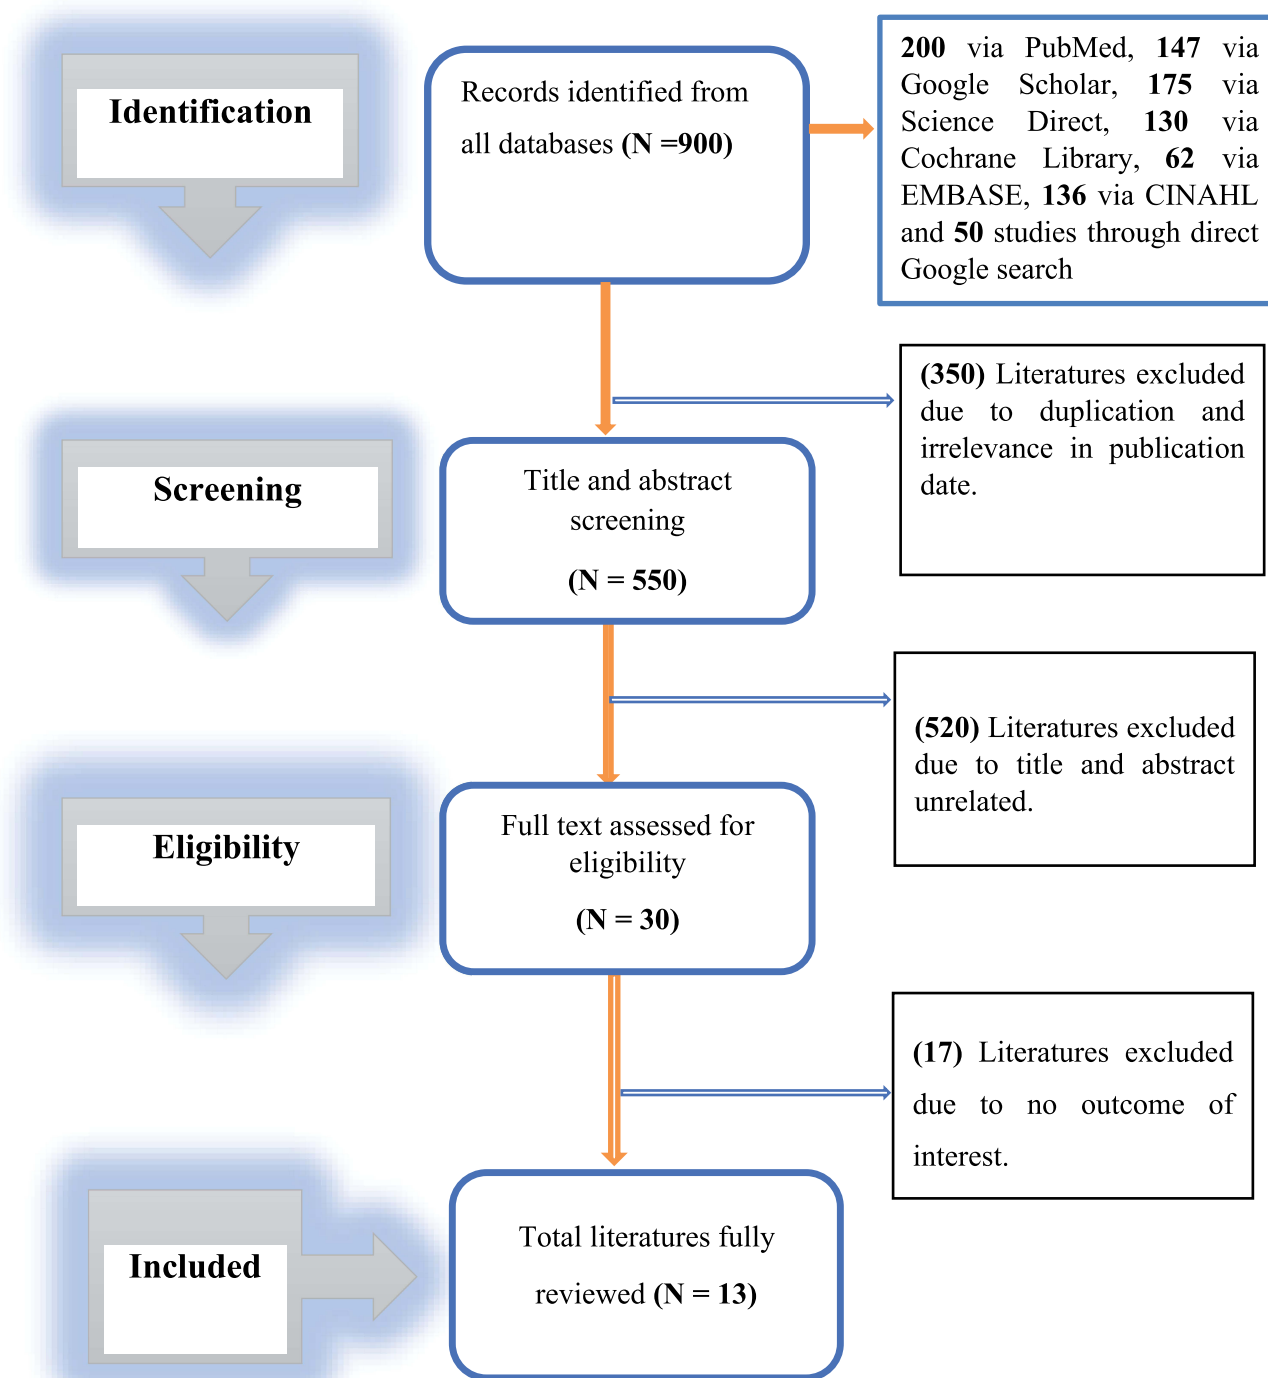 Identification
Records identified from
all databases (N =900)
200 via PubMed, 147 via
Google Scholar, 175 via
Science Direct, 130 via
Cochrane Library, 62 via
EMBASE, 136 via CINAHL
and 50 studies through direct
Google search
(350) Literatures excluded
due to duplication and
irrelevance in publication
date.
Screening
Title and abstract
screening
(N = 550)
(520) Literatures excluded
due to title and abstract
unrelated.
Eligibility
Full text assessed for
eligibility
(N = 30)
(17) Literatures excluded
due to no outcome of
interest.
Included
Total literatures fully
reviewed (N = 13)